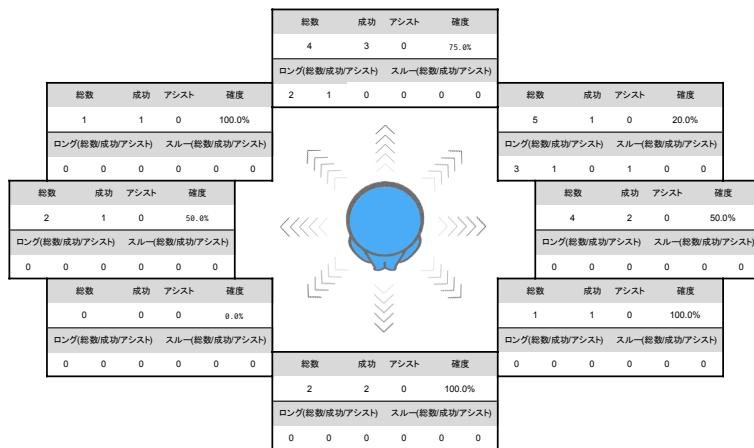 総数 成功 アシスト 確度
4 3 0 75.0%
ロング(総数/成功/アシスト) スルー(総数/成功/アシスト)
2 1 0 0 0 0
総数 成功 アシスト 確度
1 1 0 100.0%
ロング(総数/成功/アシスト) スルー(総数/成功/アシスト)
0 0 0 0 0 0
総数 成功 アシスト 確度
5 1 0 20.0%
ロング(総数/成功/アシスト) スルー(総数/成功/アシスト)
3 1 0 1 0 0
総数 成功 アシスト 確度
2 1 0 50.0%
ロング(総数/成功/アシスト) スルー(総数/成功/アシスト)
0 0 0 0 0 0
総数 成功 アシスト 確度
4 2 0 50.0%
ロング(総数/成功/アシスト) スルー(総数/成功/アシスト)
0 0 0 0 0 0
総数 成功 アシスト 確度
0 0 0 0.0%
ロング(総数/成功/アシスト) スルー(総数/成功/アシスト)
0 0 0 0 0 0
総数 成功 アシスト 確度
1 1 0 100.0%
ロング(総数/成功/アシスト) スルー(総数/成功/アシスト)
0 0 0 0 0 0
総数 成功 アシスト 確度
2 2 0 100.0%
ロング(総数/成功/アシスト) スルー(総数/成功/アシスト)
0 0 0 0 0 0